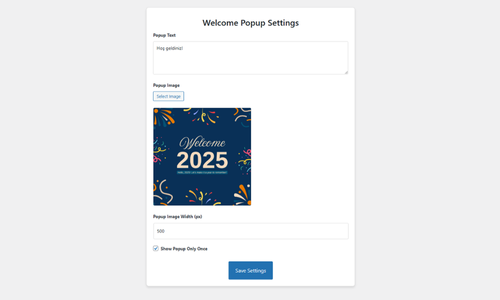 Welcome Popup Settings
Popup Text
Hoş geldiniz!
Popup Image
Select Image
Welcome
2025
Popup Image Width (px)
500
Show Popup Only Once
Save Settings